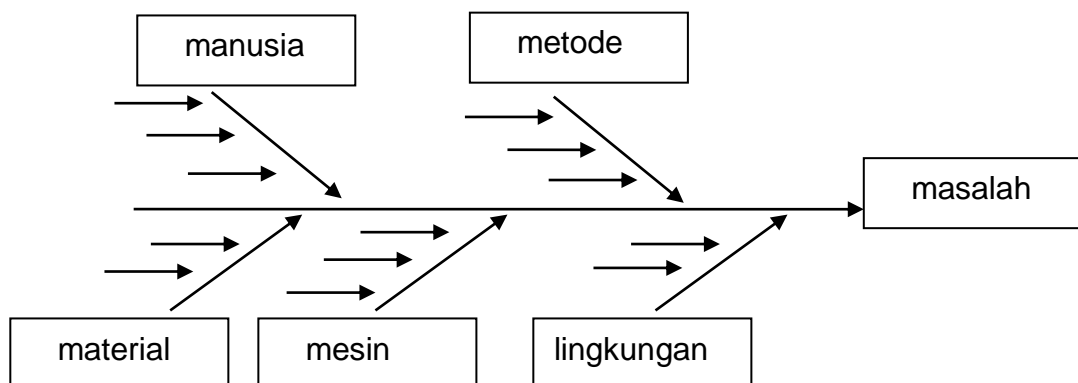 manusia
metode
masalah
material
mesin
lingkungan